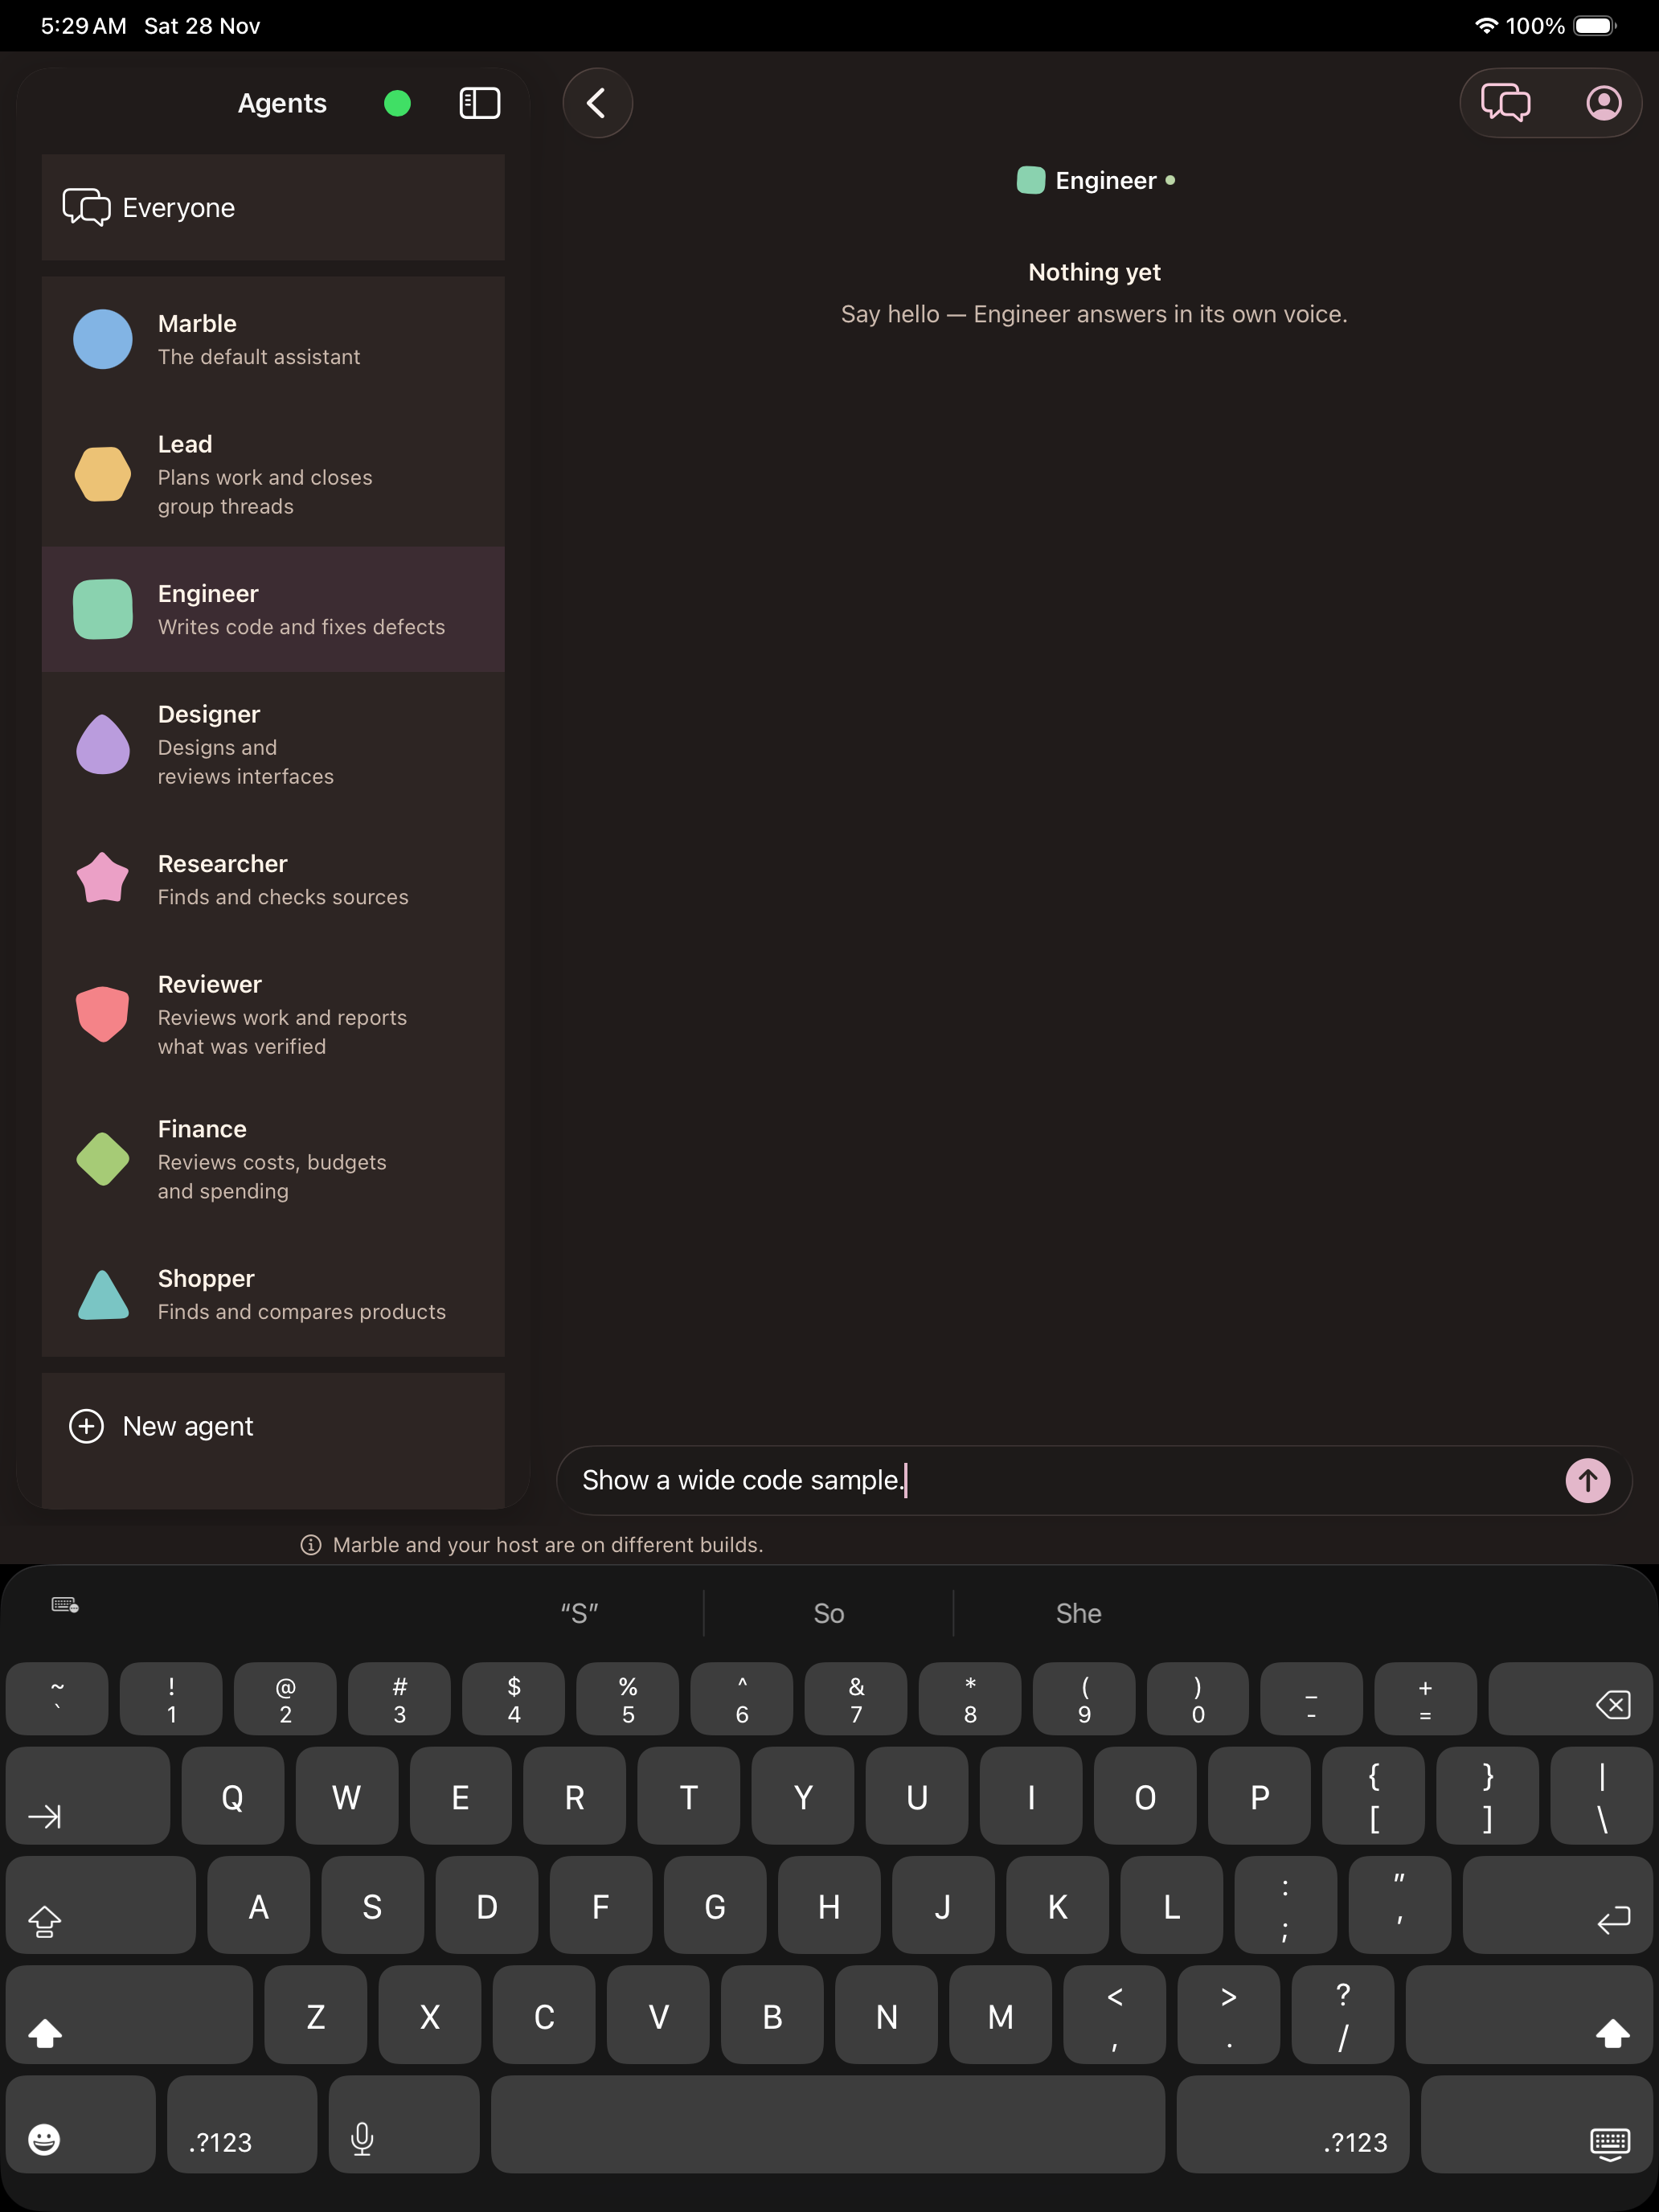 5:29 AM Sat 28 Nov
100%
Agents
Everyone
Marble
The default assistant
Lead
Plans work and closes
group threads
Engineer
Writes code and fixes defects
Designer
Designs and
reviews interfaces
Researcher
Finds and checks sources
Reviewer
Reviews work and reports
what was verified
Finance
Reviews costs, budgets
and spending
Shopper
Finds and compares products
New agent
Engineer
Nothing yet
Say hello — Engineer answers in its own voice.
Show a wide code sample.
Marble and your host are on different builds.
“S” So She
~ ! @ # $ % ^ & * ( ) _ +
` 1 2 3 4 5 6 7 8 9 0 - =
Q W E R T Y U I O P { } |
[ ] \
A S D F G H J K L : "
; '
Z X C V B N M < > ?
, . /
.?123 .?123